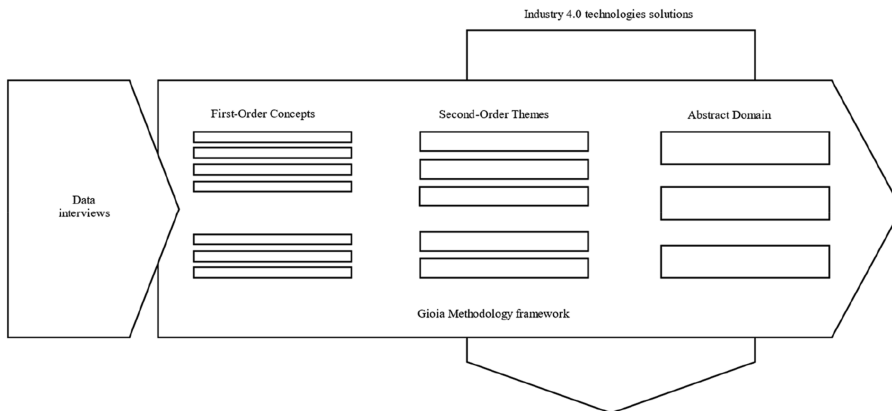 Industry 4.0 technologies solutions
First-Order Concepts
Second-Order Themes
Abstract Domain
Data
interviews
Gioia Methodology framework